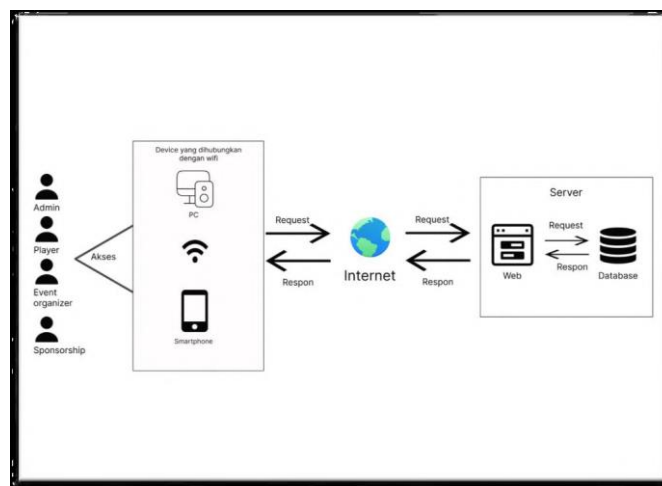 Admin
Player
Event
organizer
Sponsorship
Akses
Device yang dihubungkan
dengan wifi
PC
Smartphone
Request
Respon
Internet
Request
Respon
Server
Web
Request
Respon
Database